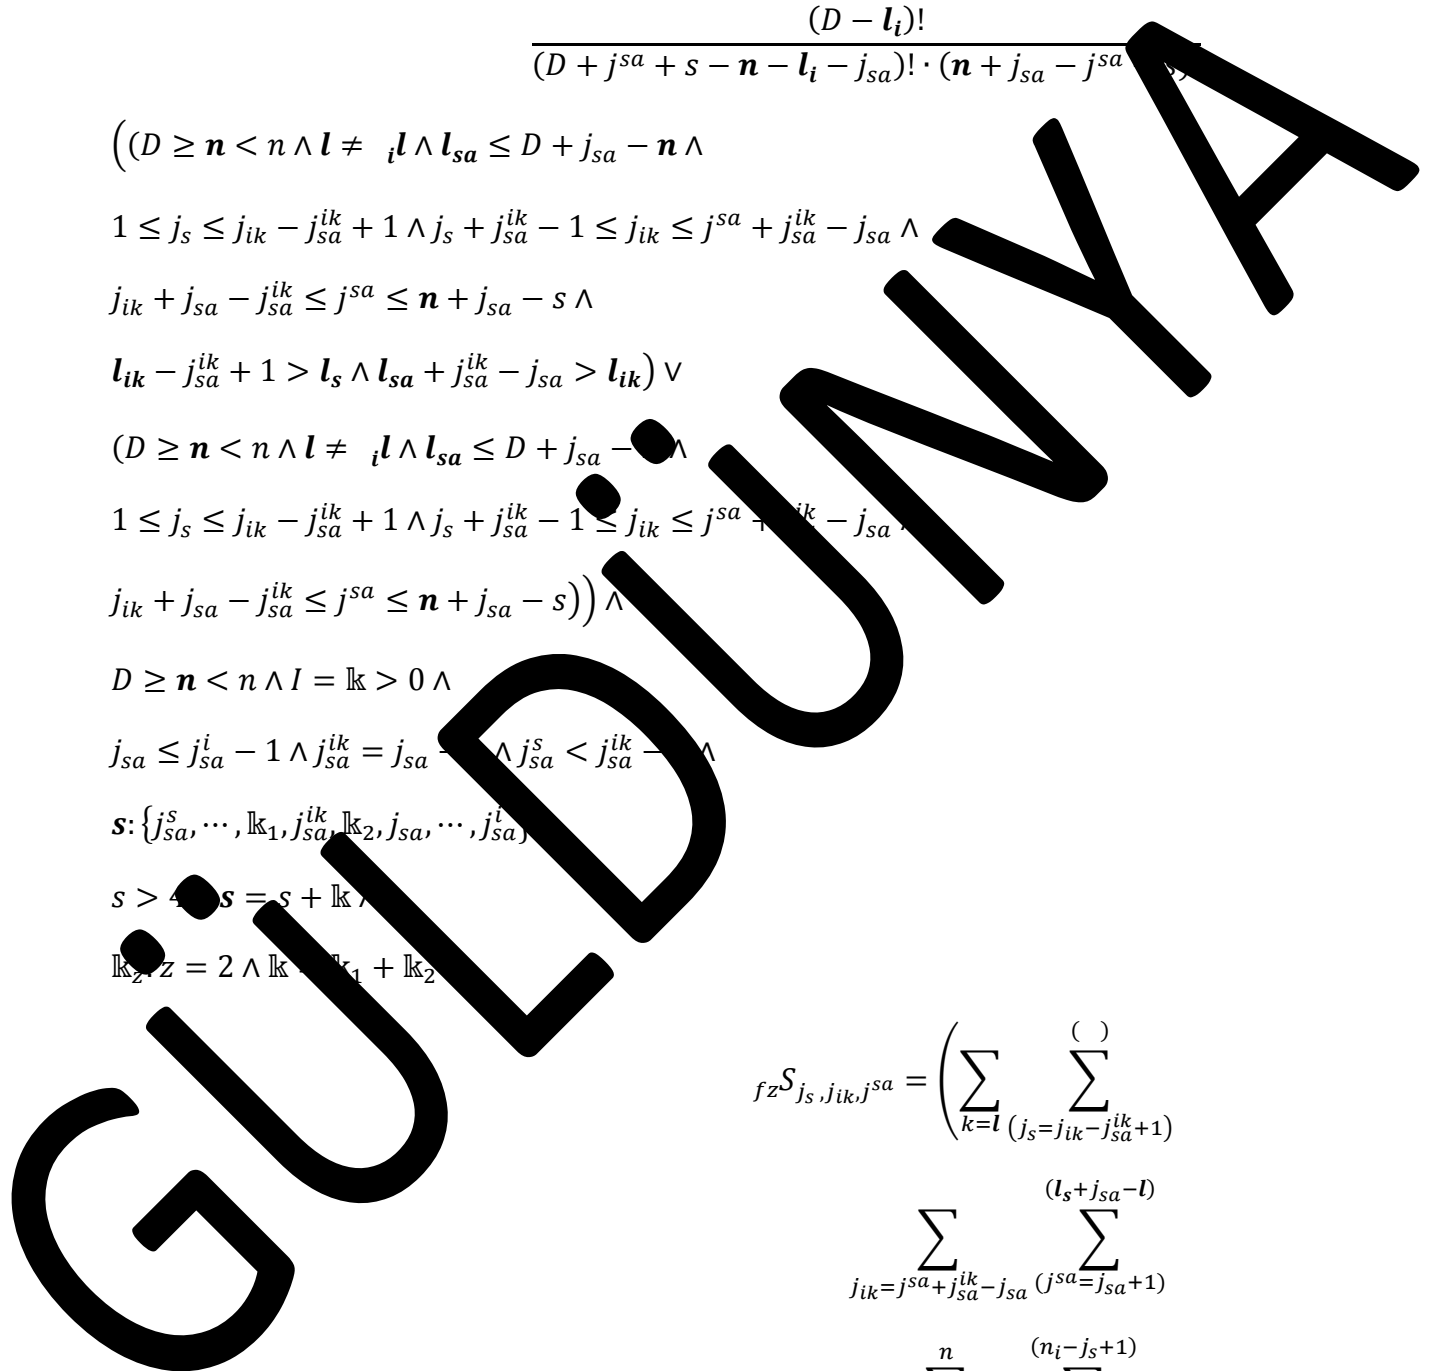 (D − l_i)!
(D + j^{sa} + s − n − l_i − j_{sa})! · (n + j_{sa} − j^{sa}
((D ≥ n < n ∧ l ≠ _il ∧ l_{sa} ≤ D + j_{sa} − n ∧
1 ≤ j_s ≤ j_{ik} − j_{sa}^{ik} + 1 ∧ j_s + j_{sa}^{ik} − 1 ≤ j_{ik} ≤ j^{sa} + j_{sa}^{ik} − j_{sa} ∧
j_{ik} + j_{sa} − j_{sa}^{ik} ≤ j^{sa} ≤ n + j_{sa} − s ∧
l_{ik} − j_{sa}^{ik} + 1 > l_s ∧ l_{sa} + j_{sa}^{ik} − j_{sa} > l_{ik}) ∨
(D ≥ n < n ∧ l ≠ _il ∧ l_{sa} ≤ D + j_{sa} − ∧
1 ≤ j_s ≤ j_{ik} − j_{sa}^{ik} + 1 ∧ j_s + j_{sa}^{ik} − 1 ≤ j_{ik} ≤ j^{sa} + − j_{sa}
j_{ik} + j_{sa} − j_{sa}^{ik} ≤ j^{sa} ≤ n + j_{sa} − s)) ∧
D ≥ n < n ∧ I = 𝕜 > 0 ∧
j_{sa} ≤ j_{sa}^i − 1 ∧ j_{sa}^{ik} = j_{sa} ∧ j_{sa}^s < j_{sa}^{ik} − ∧
s: {j_{sa}^s, ⋯ , 𝕜_1, j_{sa}^{ik}, 𝕜_2, j_{sa}, ⋯ , j_{sa}^i}
s > s = s + 𝕜
𝕜_z: z = 2 ∧ 𝕜 𝕜_1 + 𝕜_2
_{fz}S_{j_s,j_{ik},j^{sa}} = (∑_{k=l} ∑_{(j_s=j_{ik}−j_{sa}^{ik}+1)}^{( )}
∑_{j_{ik}=j^{sa}+j_{sa}^{ik}−j_{sa}} ∑_{(j^{sa}=j_{sa}+1)}^{(l_s+j_{sa}−l)}
n (n_i−j_s+1)
GÜLDÜNYA